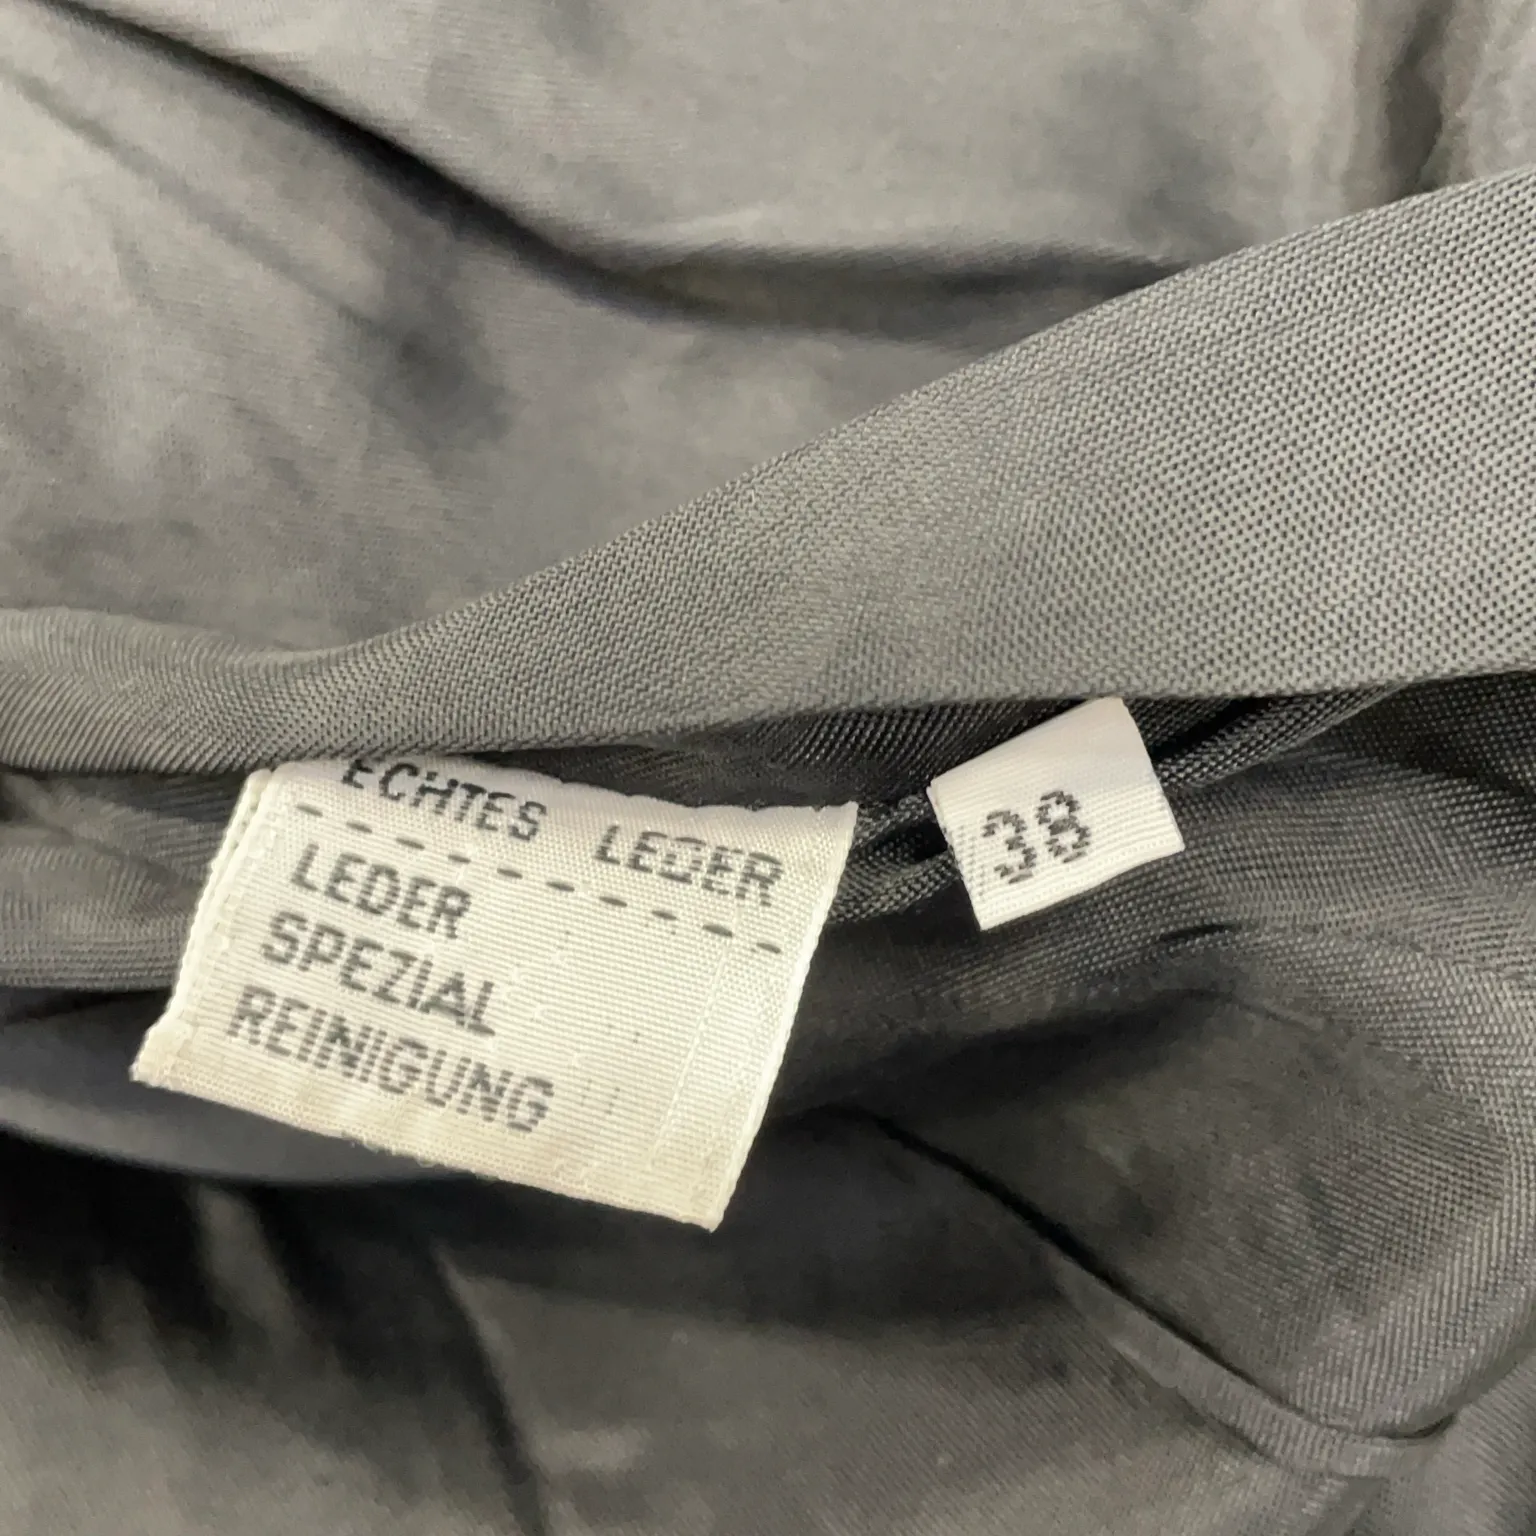 ECHTES LEDER
LEDER
SPEZIAL
REINIGUNG
38